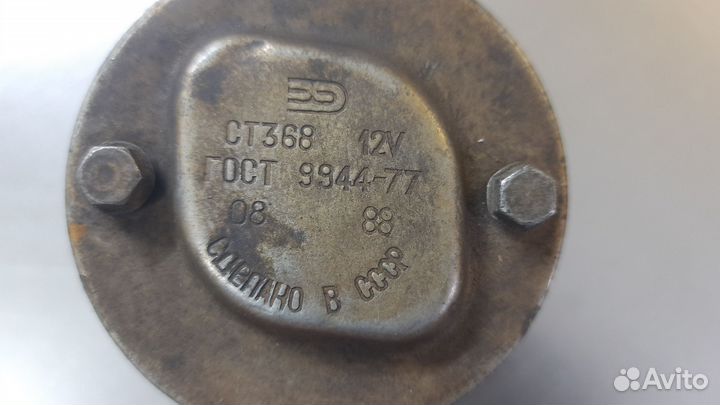 СТ368 12V
ГОСТ 9944-77
08 88
СДЕЛАНО В СССР
Avito